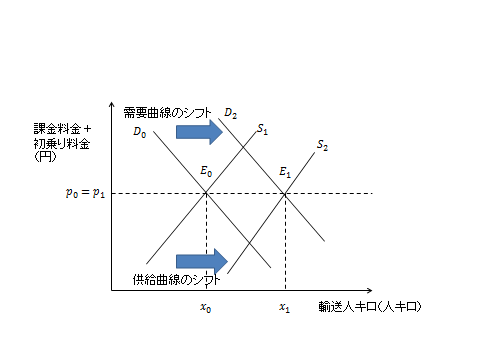 需要曲線のシフト
D₂
課金料金＋
初乗り料金
(円)
D₀
S₁
S₂
E₀
E₁
p₀ = p₁
供給曲線のシフト
x₀
x₁
輸送人キロ(人キロ)